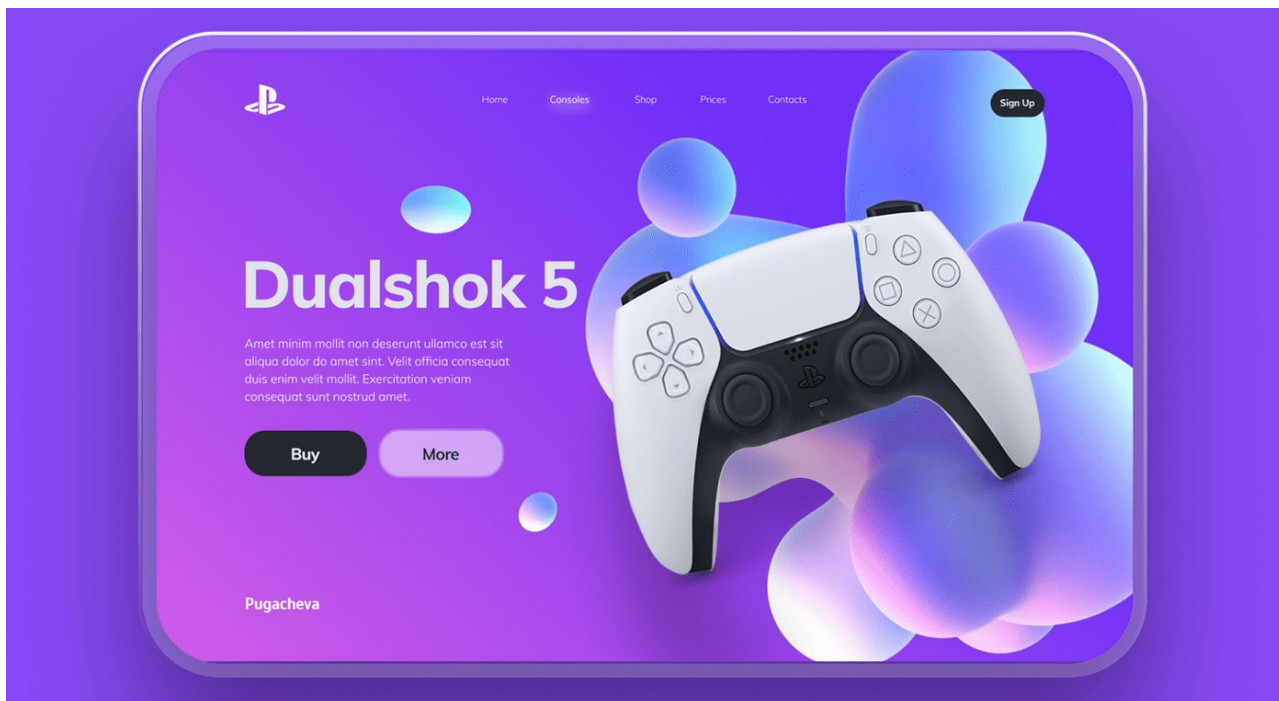 Home Consoles Shop Prices Contacts Sign Up
Dualshok 5
Amet minim mollit non deserunt ullamco est sit
aliqua dolor do amet sint. Velit officia consequat
duis enim velit mollit. Exercitation veniam
consequat sunt nostrud amet.
Buy More
Pugacheva